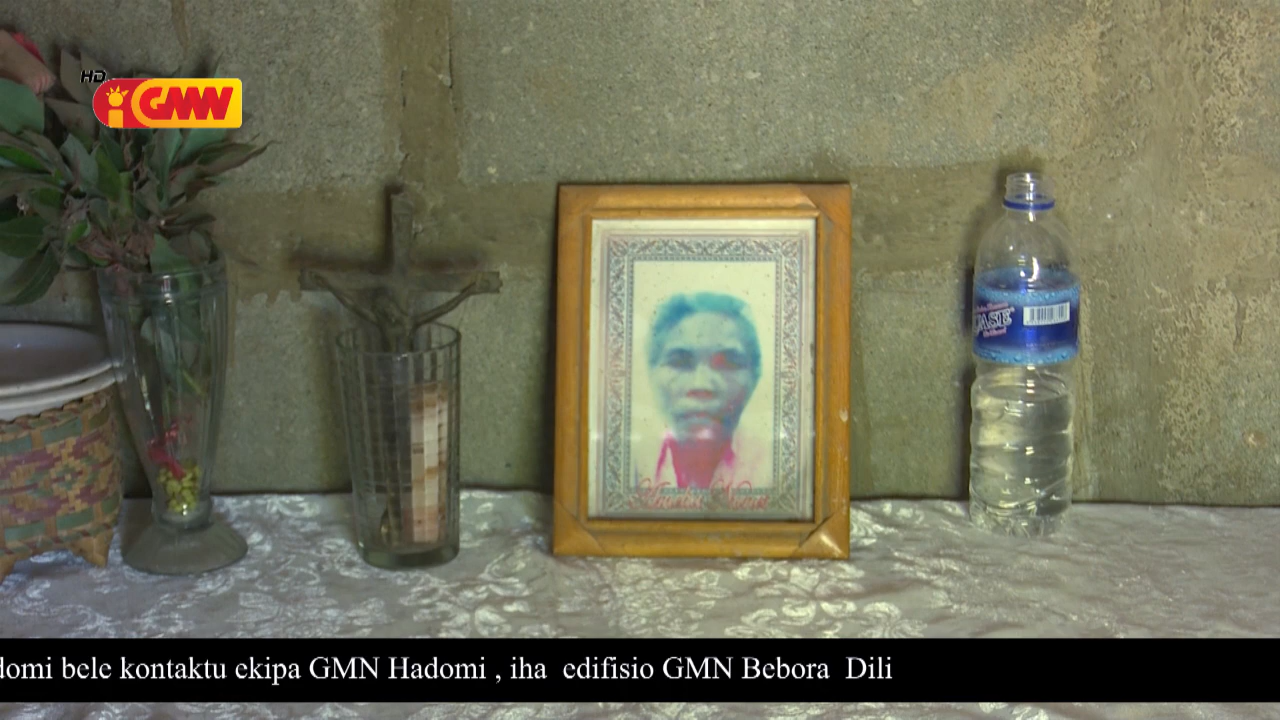 HD
GMN
domi bele kontaktu ekipa GMN Hadomi , iha edifisio GMN Bebora Dili